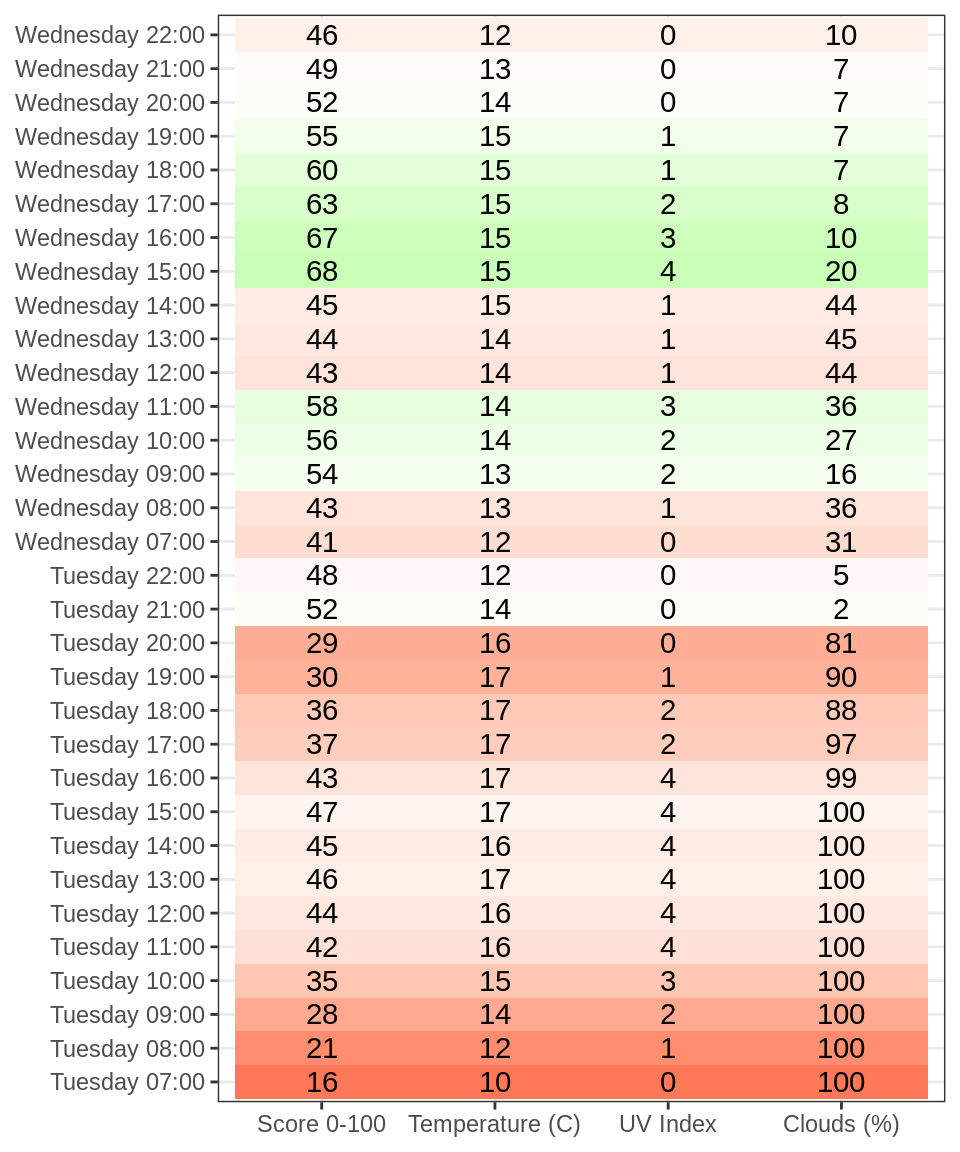 Wednesday 22:00 46 12 0 10
Wednesday 21:00 49 13 0 7
Wednesday 20:00 52 14 0 7
Wednesday 19:00 55 15 1 7
Wednesday 18:00 60 15 1 7
Wednesday 17:00 63 15 2 8
Wednesday 16:00 67 15 3 10
Wednesday 15:00 68 15 4 20
Wednesday 14:00 45 15 1 44
Wednesday 13:00 44 14 1 45
Wednesday 12:00 43 14 1 44
Wednesday 11:00 58 14 3 36
Wednesday 10:00 56 14 2 27
Wednesday 09:00 54 13 2 16
Wednesday 08:00 43 13 1 36
Wednesday 07:00 41 12 0 31
Tuesday 22:00 48 12 0 5
Tuesday 21:00 52 14 0 2
Tuesday 20:00 29 16 0 81
Tuesday 19:00 30 17 1 90
Tuesday 18:00 36 17 2 88
Tuesday 17:00 37 17 2 97
Tuesday 16:00 43 17 4 99
Tuesday 15:00 47 17 4 100
Tuesday 14:00 45 16 4 100
Tuesday 13:00 46 17 4 100
Tuesday 12:00 44 16 4 100
Tuesday 11:00 42 16 4 100
Tuesday 10:00 35 15 3 100
Tuesday 09:00 28 14 2 100
Tuesday 08:00 21 12 1 100
Tuesday 07:00 16 10 0 100
Score 0-100 Temperature (C) UV Index Clouds (%)